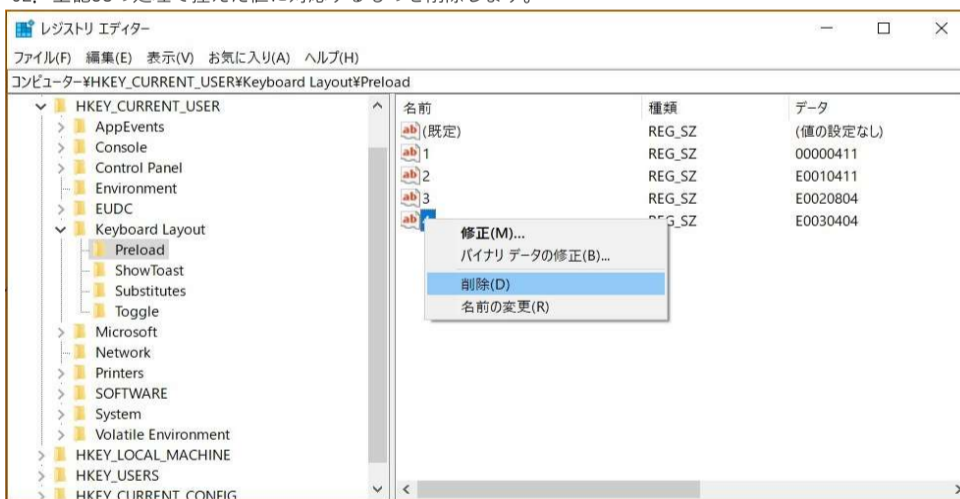 レジストリ エディター
ファイル(F) 編集(E) 表示(V) お気に入り(A) ヘルプ(H)
コンピューター¥HKEY_CURRENT_USER¥Keyboard Layout¥Preload
HKEY_CURRENT_USER
AppEvents
Console
Control Panel
Environment
EUDC
Keyboard Layout
Preload
ShowToast
Substitutes
Toggle
Microsoft
Network
Printers
SOFTWARE
System
Volatile Environment
HKEY_LOCAL_MACHINE
HKEY_USERS
HKEY_CURRENT_CONFIG
名前 種類 データ
(既定) REG_SZ (値の設定なし)
1 REG_SZ 00000411
2 REG_SZ E0010411
3 REG_SZ E0020804
4 REG_SZ E0030404
修正(M)...
バイナリ データの修正(B)...
削除(D)
名前の変更(R)